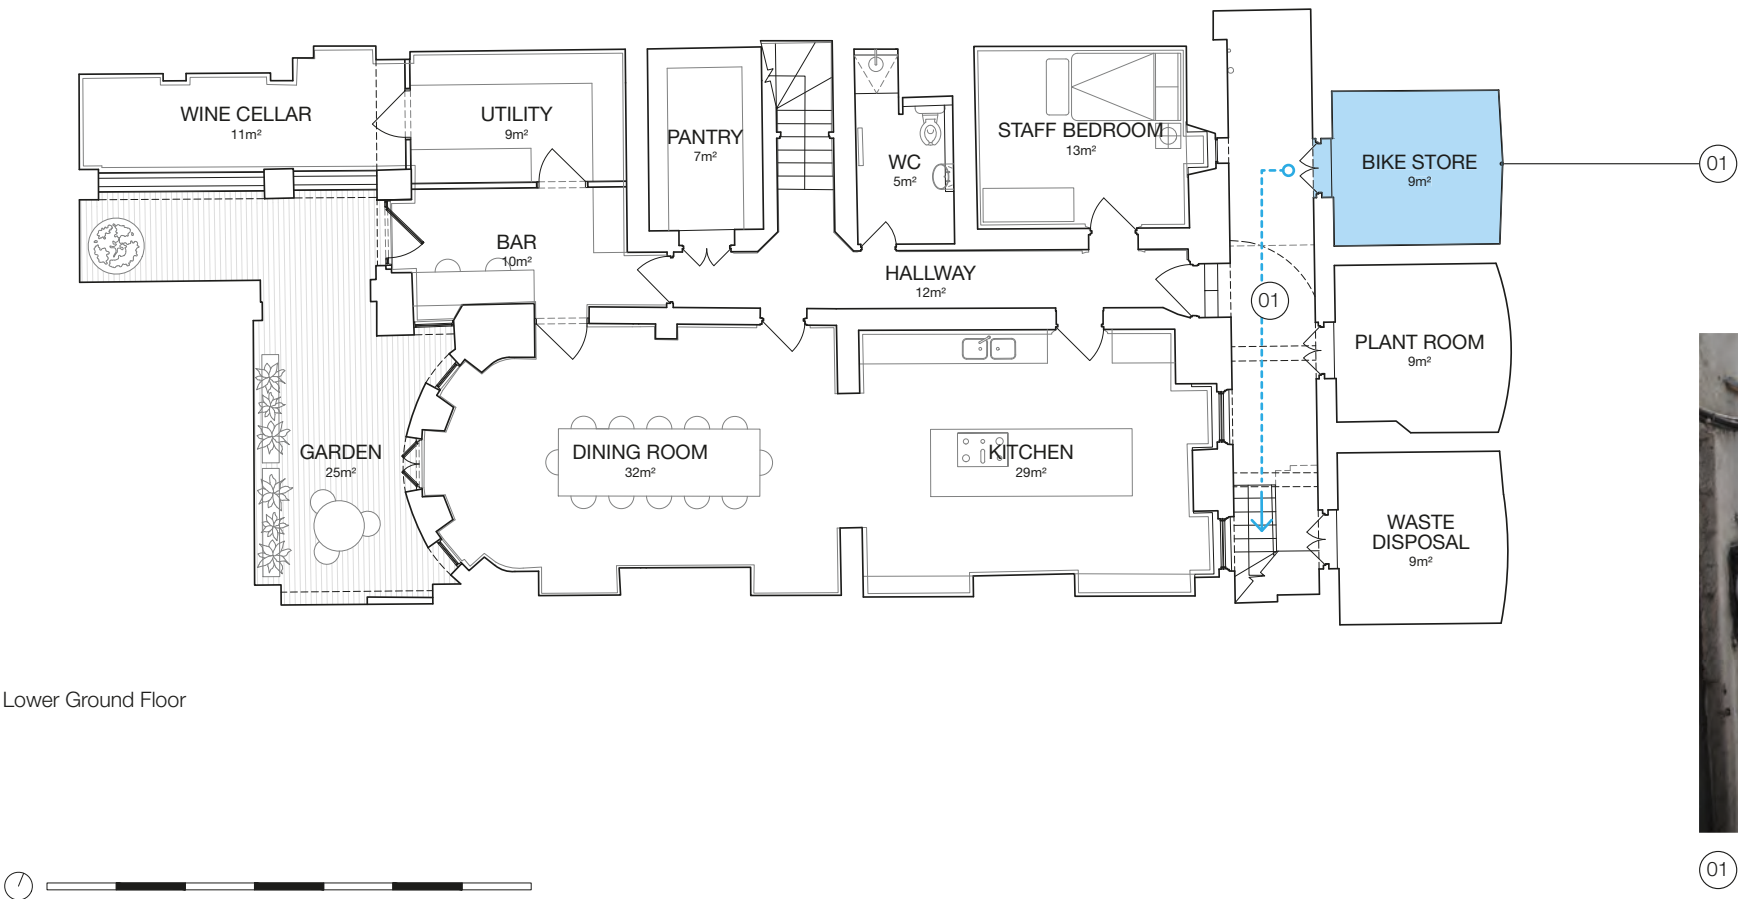 WINE CELLAR
11m²
UTILITY
9m²
PANTRY
7m²
WC
5m²
STAFF BEDROOM
13m²
BIKE STORE
9m²
01
BAR
10m²
HALLWAY
12m²
01
PLANT ROOM
9m²
GARDEN
25m²
DINING ROOM
32m²
KITCHEN
29m²
WASTE
DISPOSAL
9m²
Lower Ground Floor
01